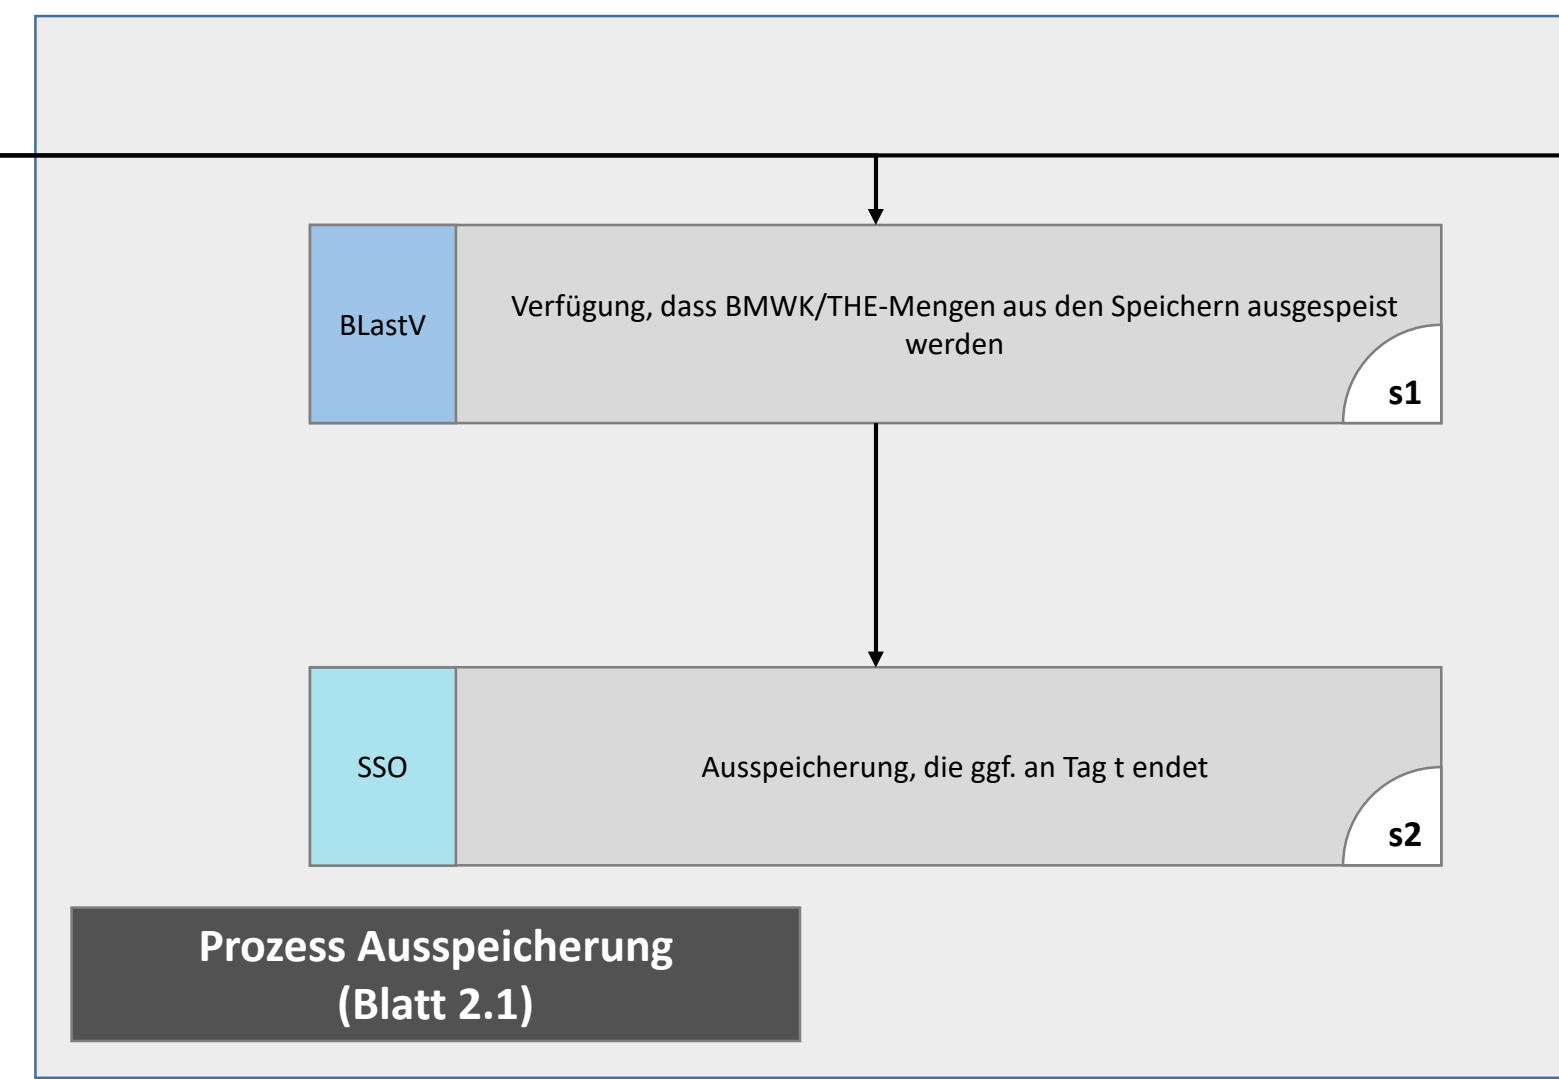 BLastV
Verfügung, dass BMWK/THE-Mengen aus den Speichern ausgespeist
werden
s1
SSO
Ausspeicherung, die ggf. an Tag t endet
s2
Prozess Ausspeicherung
(Blatt 2.1)